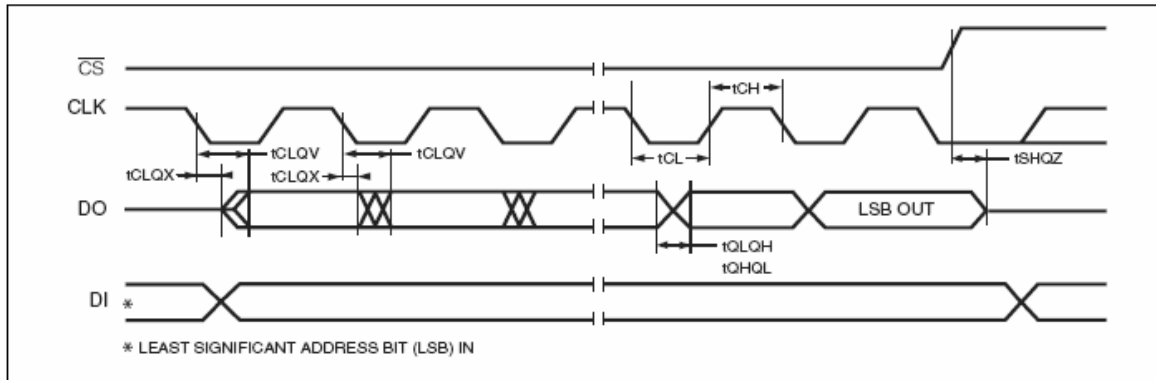 CS
CLK
tCH
tCLQV
tCLQV
tCL
tSHQZ
tCLQX
tCLQX
DO
LSB OUT
tQLQH
tQHQL
DI *
* LEAST SIGNIFICANT ADDRESS BIT (LSB) IN